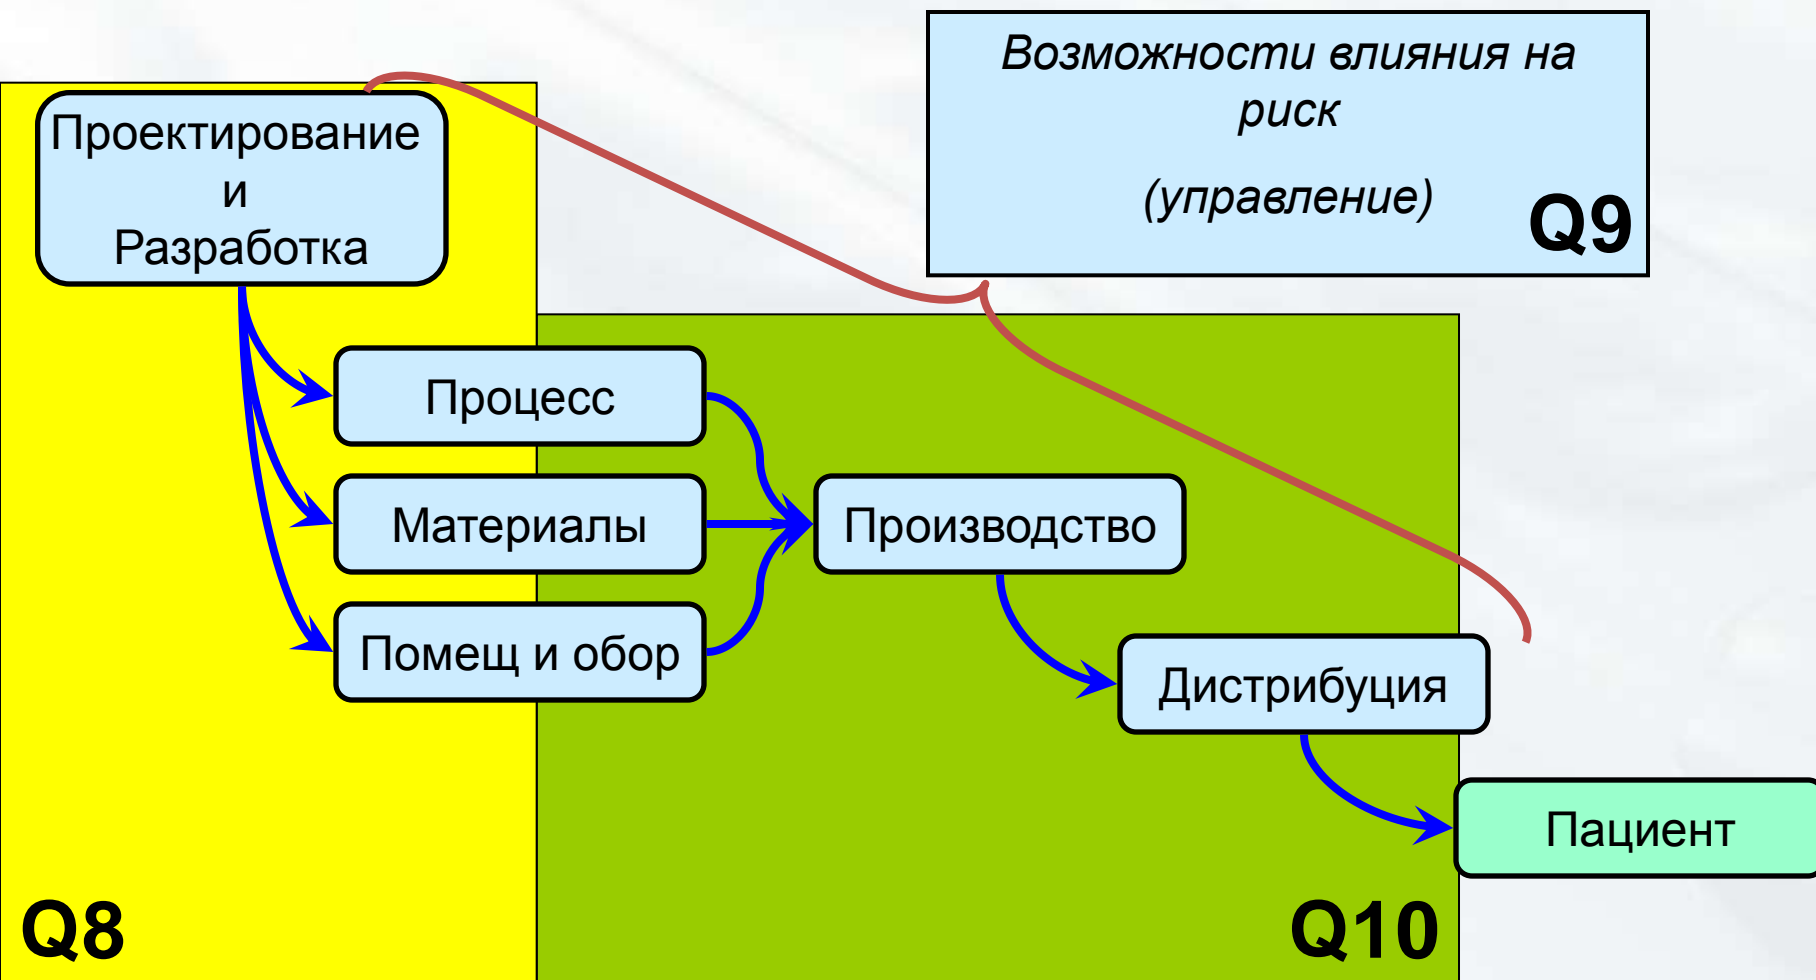 Возможности влияния на
риск
(управление)
Q9
Проектирование
и
Разработка
Процесс
Материалы
Производство
Помещ и обор
Дистрибуция
Пациент
Q8
Q10